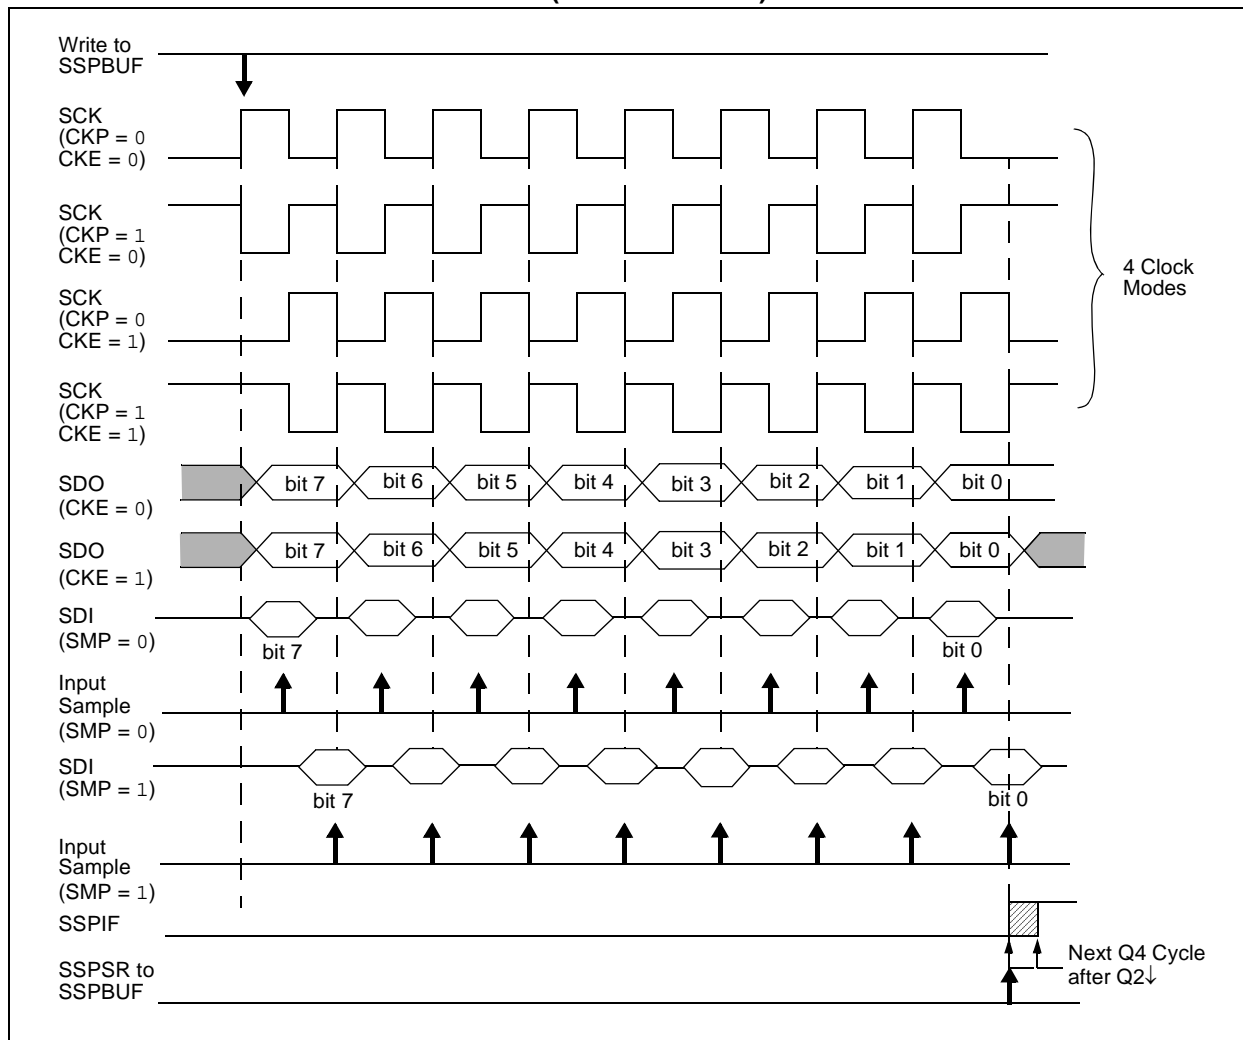 Write to
SSPBUF
SCK
(CKP = 0
CKE = 0)
SCK
(CKP = 1
CKE = 0)
SCK
(CKP = 0
CKE = 1)
SCK
(CKP = 1
CKE = 1)
4 Clock
Modes
SDO
(CKE = 0)
bit 7 bit 6 bit 5 bit 4 bit 3 bit 2 bit 1 bit 0
SDO
(CKE = 1)
bit 7 bit 6 bit 5 bit 4 bit 3 bit 2 bit 1 bit 0
SDI
(SMP = 0)
bit 7 bit 0
Input
Sample
(SMP = 0)
SDI
(SMP = 1)
bit 7 bit 0
Input
Sample
(SMP = 1)
SSPIF
Next Q4 Cycle
after Q2↓
SSPSR to
SSPBUF